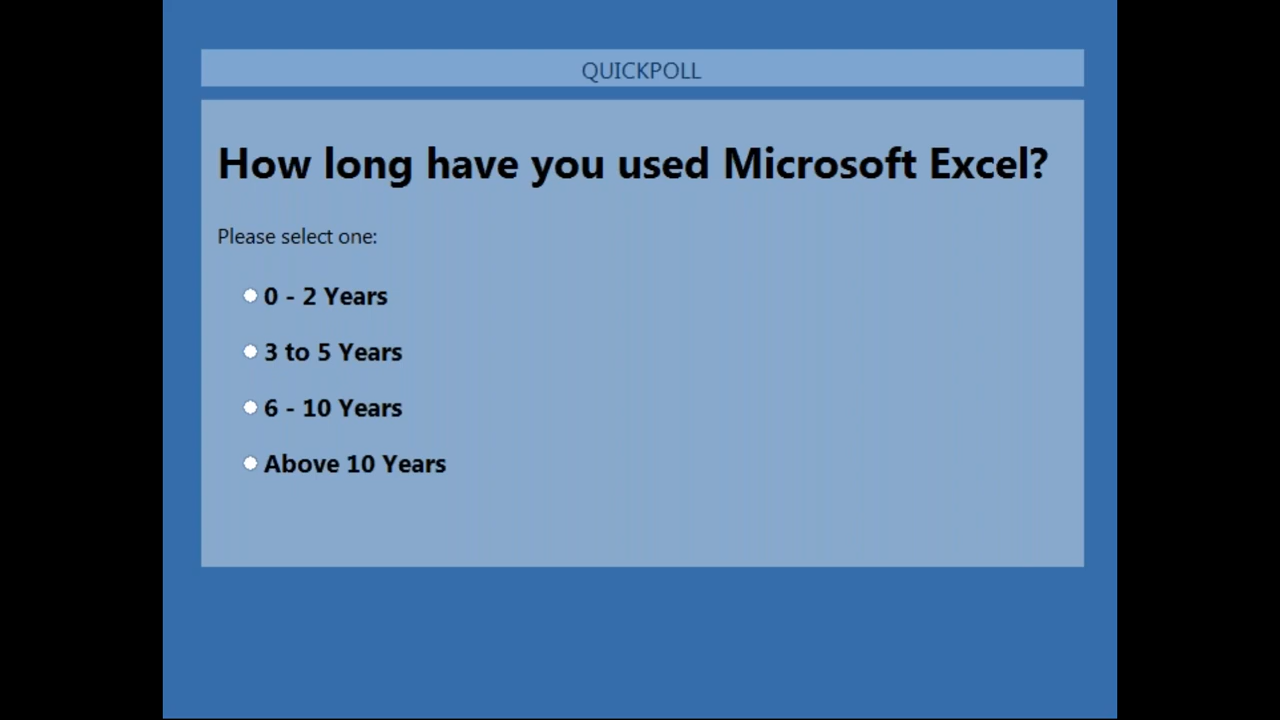 QUICKPOLL
How long have you used Microsoft Excel?
Please select one:
0 - 2 Years
3 to 5 Years
6 - 10 Years
Above 10 Years